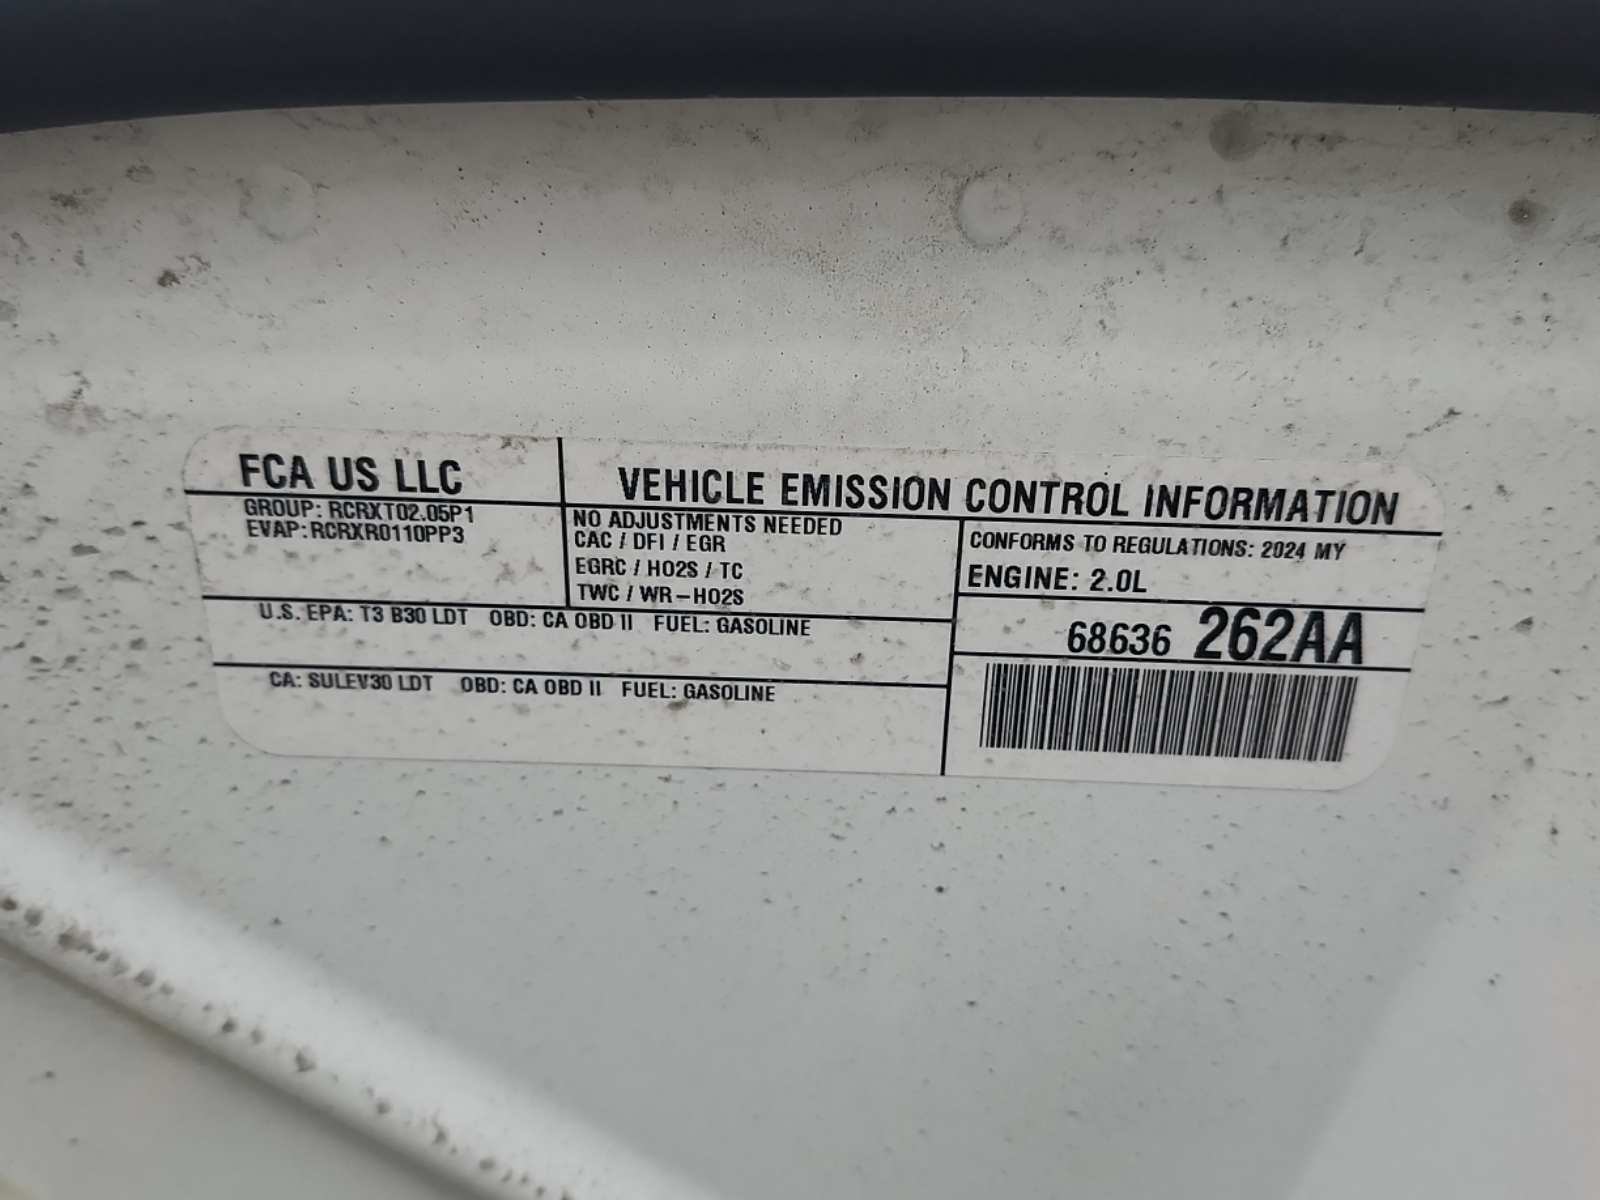 FCA US LLC
VEHICLE EMISSION CONTROL INFORMATION
GROUP: RCRXT02.05P1
EVAP: RCRXR0110PP3
NO ADJUSTMENTS NEEDED
CAC / DFI / EGR
EGRC / HO2S / TC
TWC / WR-HO2S
CONFORMS TO REGULATIONS: 2024 MY
ENGINE: 2.0L
U.S. EPA: T3 B30 LDT OBD: CA OBD II FUEL: GASOLINE
68636 262AA
CA: SULEV30 LDT OBD: CA OBD II FUEL: GASOLINE